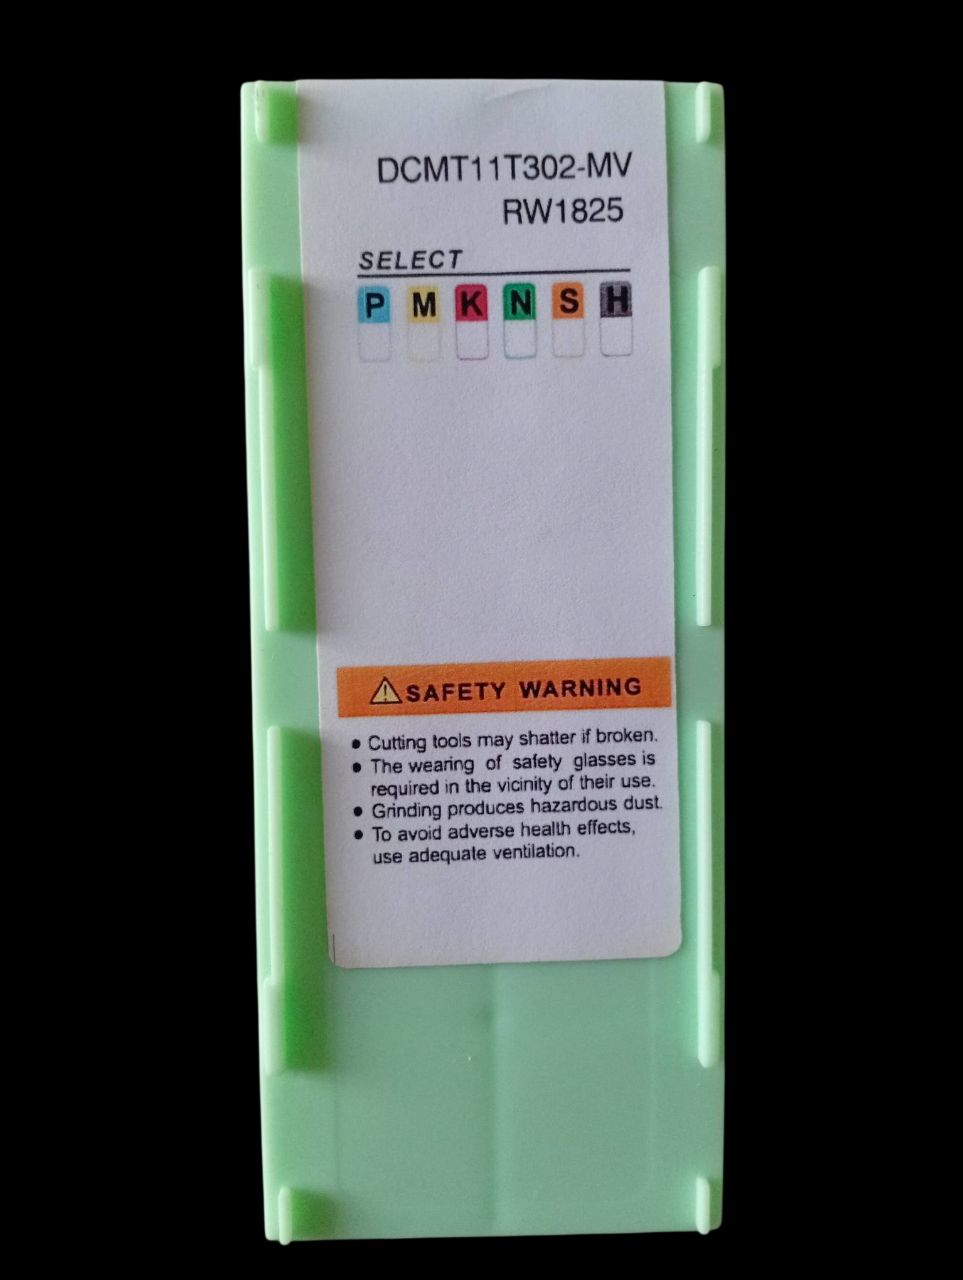 DCMT11T302-MV
RW1825
SELECT
P M K N S H
SAFETY WARNING
● Cutting tools may shatter if broken.
● The wearing of safety glasses is
required in the vicinity of their use.
● Grinding produces hazardous dust.
● To avoid adverse health effects,
use adequate ventilation.